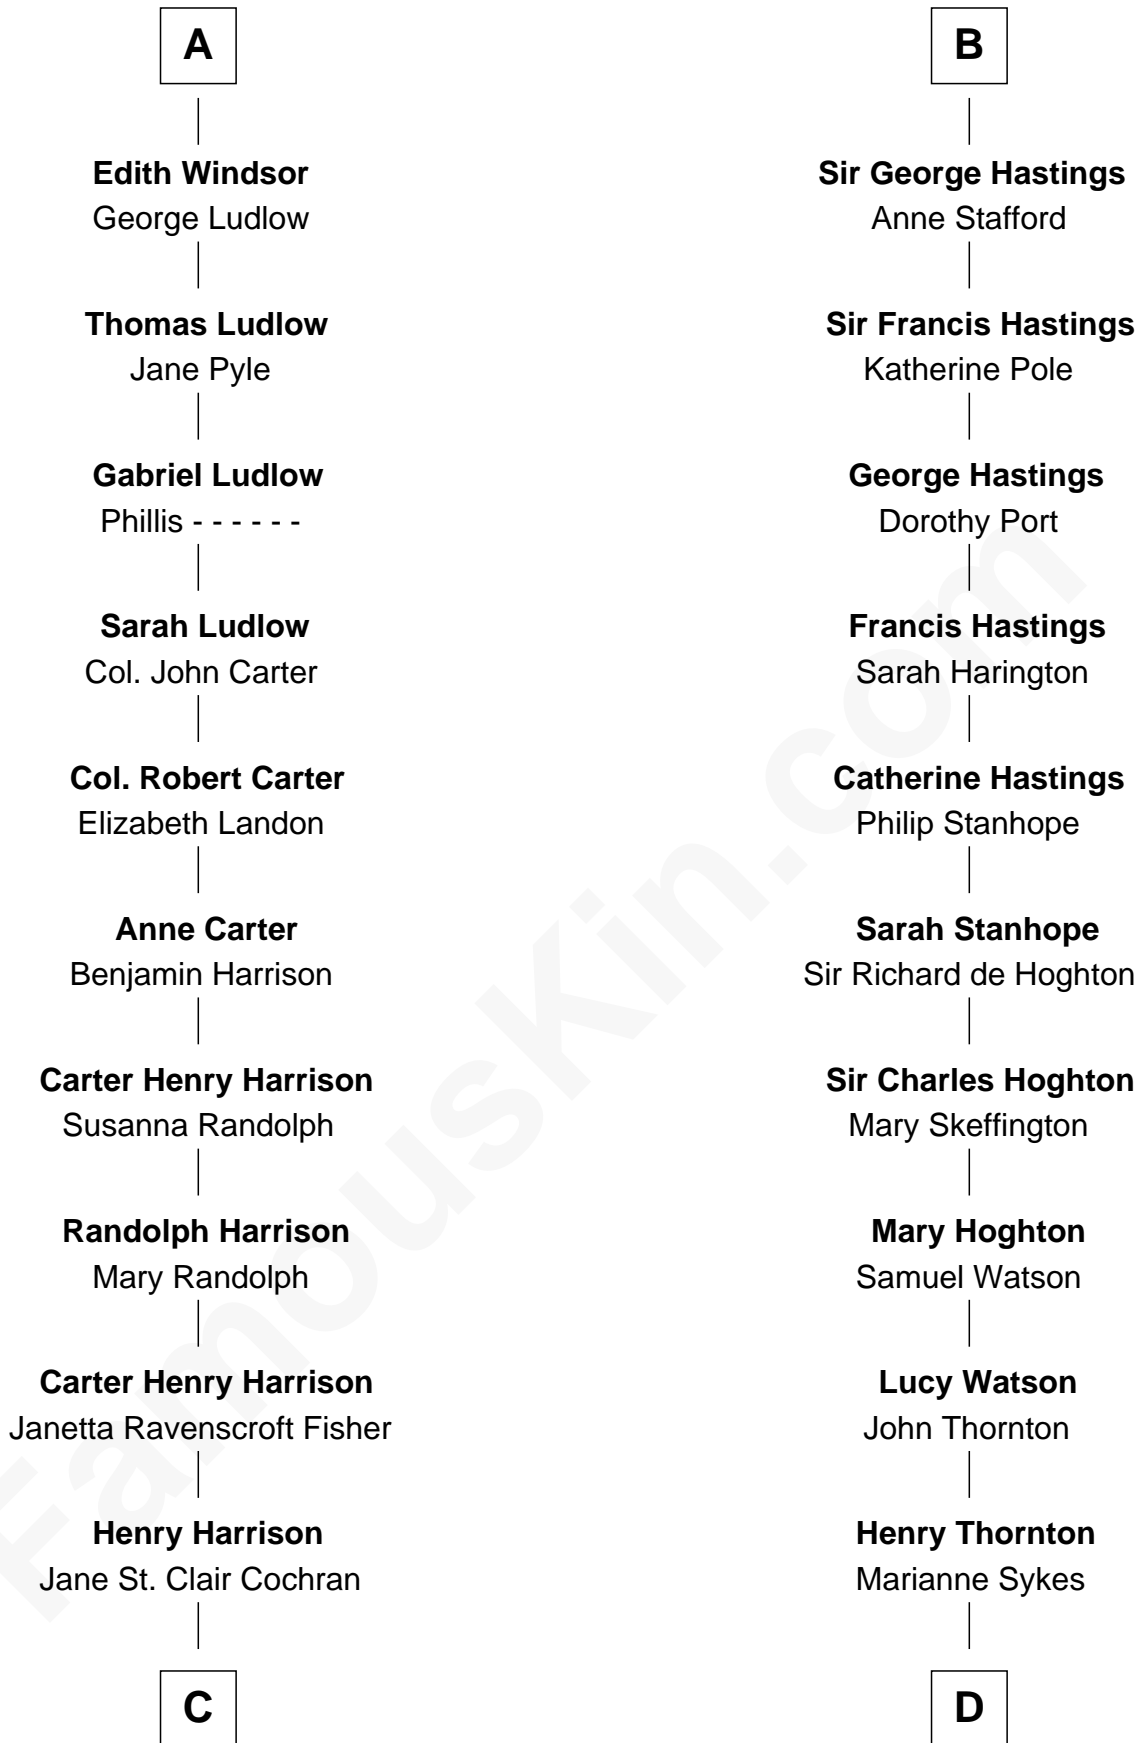 A
Edith Windsor
George Ludlow
Thomas Ludlow
Jane Pyle
Gabriel Ludlow
Phillis - - - - - -
Sarah Ludlow
Col. John Carter
Col. Robert Carter
Elizabeth Landon
Anne Carter
Benjamin Harrison
Carter Henry Harrison
Susanna Randolph
Randolph Harrison
Mary Randolph
Carter Henry Harrison
Janetta Ravenscroft Fisher
Henry Harrison
Jane St. Clair Cochran
C
B
Sir George Hastings
Anne Stafford
Sir Francis Hastings
Katherine Pole
George Hastings
Dorothy Port
Francis Hastings
Sarah Harington
Catherine Hastings
Philip Stanhope
Sarah Stanhope
Sir Richard de Hoghton
Sir Charles Hoghton
Mary Skeffington
Mary Hoghton
Samuel Watson
Lucy Watson
John Thornton
Henry Thornton
Marianne Sykes
D
FamousKin.com